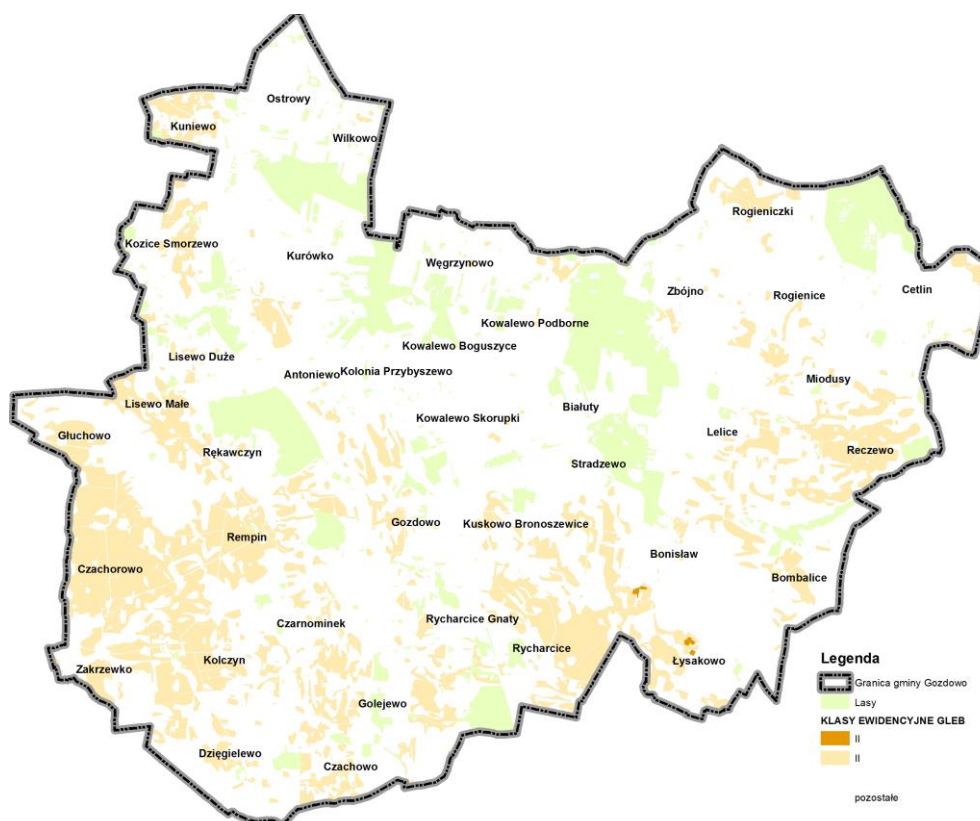 Ostrowy
Kuniewo
Wilkowo
Rogieniczki
Kozice Smorzewo
Kurówko
Węgrzynowo
Zbójno
Rogienice
Cetlin
Kowalewo Podborne
Kowalewo Boguszyce
Lisewo Duże
Antoniewo
Kolonia Przybyszewo
Miodusy
Lisewo Małe
Białuty
Kowalewo Skorupki
Głuchowo
Lelice
Rękawczyn
Reczewo
Stradzewo
Gozdowo
Kuskowo Bronoszewice
Rempin
Bonisław
Czachorowo
Bombalice
Czarnominek
Rycharcice Gnaty
Rycharcice
Zakrzewko
Kolczyn
Łysakowo
Golejewo
Dzięgielewo
Czachowo
Legenda
Granica gminy Gozdowo
Lasy
KLASY EWIDENCYJNE GLEB
II
II
pozostałe